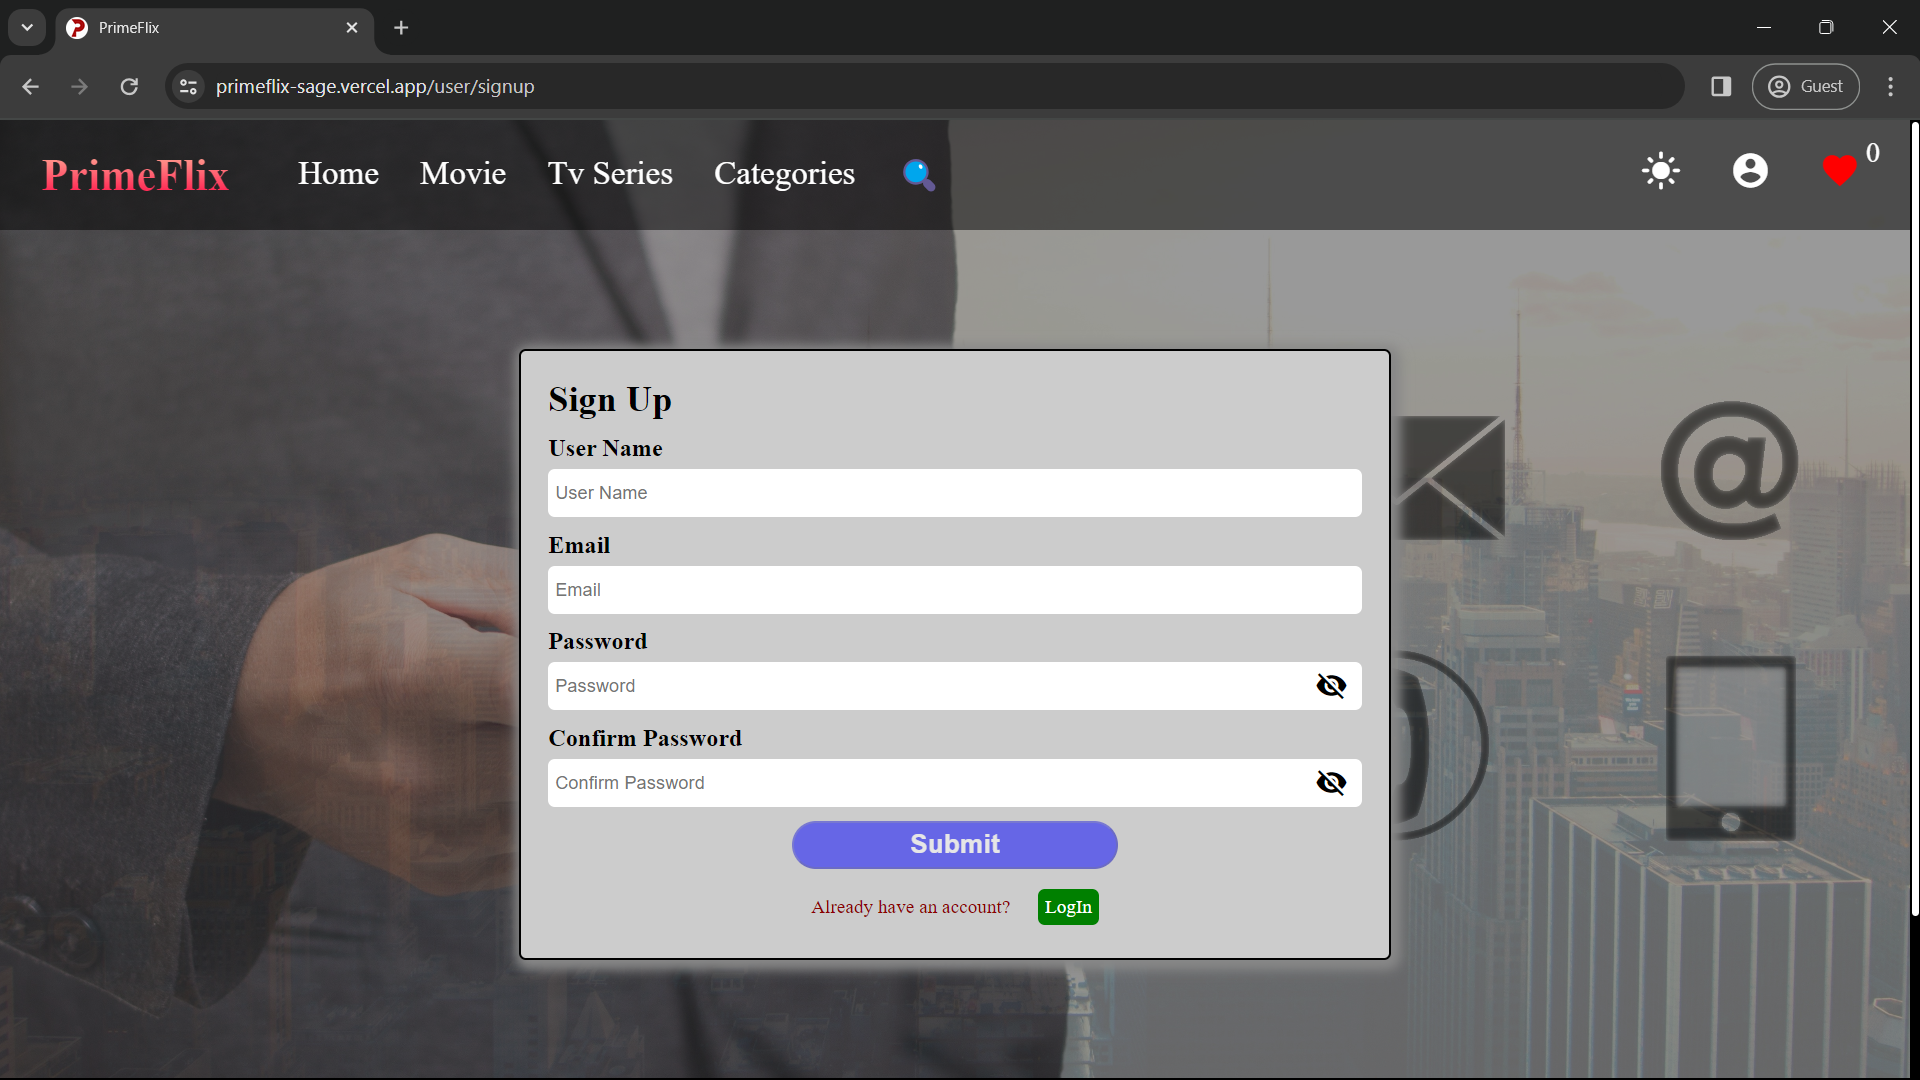 PrimeFlix
primeflix-sage.vercel.app/user/signup
Guest
PrimeFlix
Home
Movie
Tv Series
Categories
0
Sign Up
User Name
User Name
Email
Email
Password
Password
Confirm Password
Confirm Password
Submit
Already have an account?
LogIn